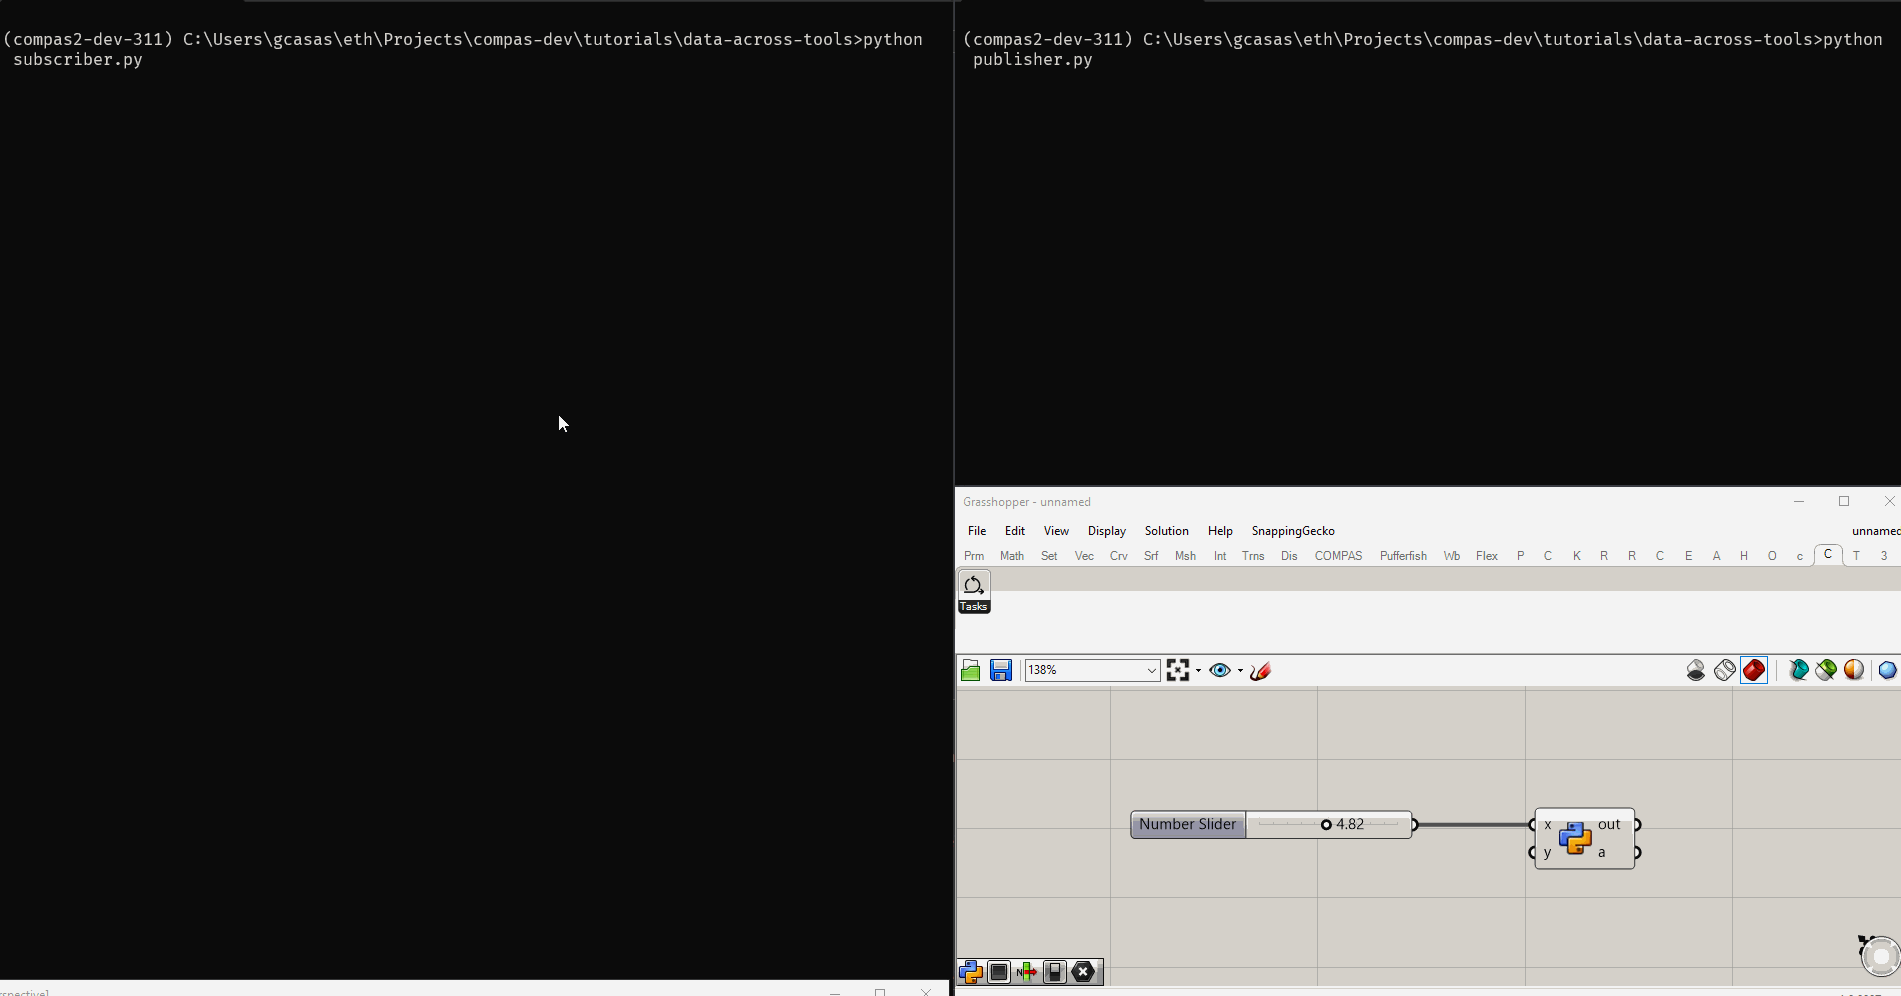 (compas2-dev-311) C:\Users\gcasas\eth\Projects\compas-dev\tutorials\data-across-tools>python
subscriber.py
(compas2-dev-311) C:\Users\gcasas\eth\Projects\compas-dev\tutorials\data-across-tools>python
publisher.py
Grasshopper - unnamed
File Edit View Display Solution Help SnappingGecko unnamed
Prm Math Set Vec Crv Srf Msh Int Trns Dis COMPAS Pufferfish Wb Flex P C K R R C E A H O c C T 3
Tasks
138%
Number Slider 4.82
x out
y a
N
rspective]